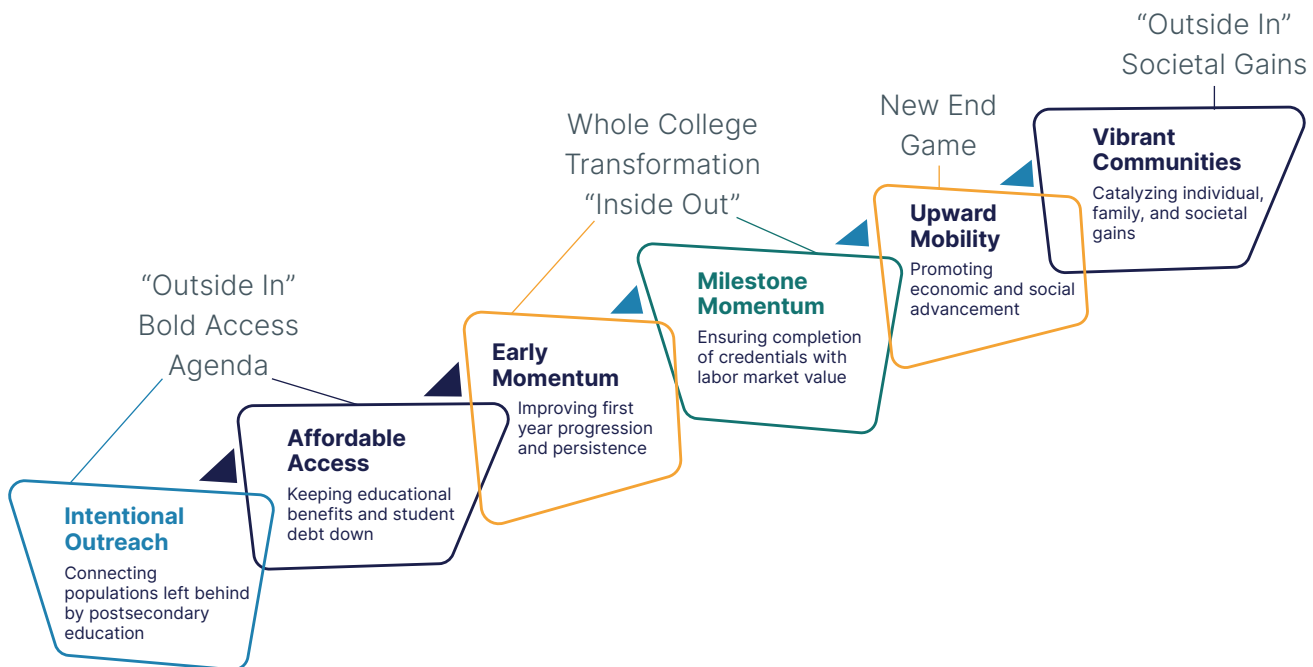 “Outside In”
Bold Access
Agenda
Intentional
Outreach
Connecting
populations left behind
by postsecondary
education
Affordable
Access
Keeping educational
benefits and student
debt down
Whole College
Transformation
“Inside Out”
Early
Momentum
Improving first
year progression
and persistence
Milestone
Momentum
Ensuring completion
of credentials with
labor market value
New End
Game
Upward
Mobility
Promoting
economic and social
advancement
“Outside In”
Societal Gains
Vibrant
Communities
Catalyzing individual,
family, and societal
gains